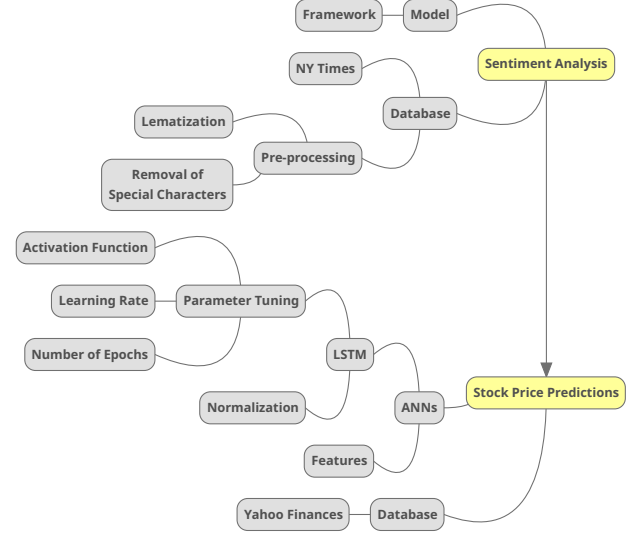 Framework
Model
Sentiment Analysis
NY Times
Database
Lematization
Pre-processing
Removal of
Special Characters
Activation Function
Learning Rate
Parameter Tuning
Number of Epochs
LSTM
Stock Price Predictions
Normalization
ANNs
Features
Yahoo Finances
Database